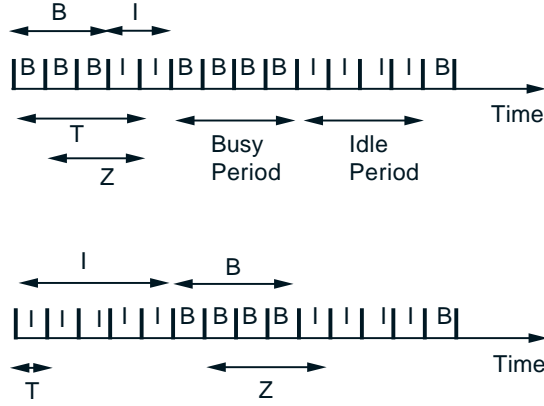 B I
B B B I I B B B B I I I I B
Time
T Busy Idle
Z Period Period
I B
I I I I I B B B B I I I I B
Time
T Z